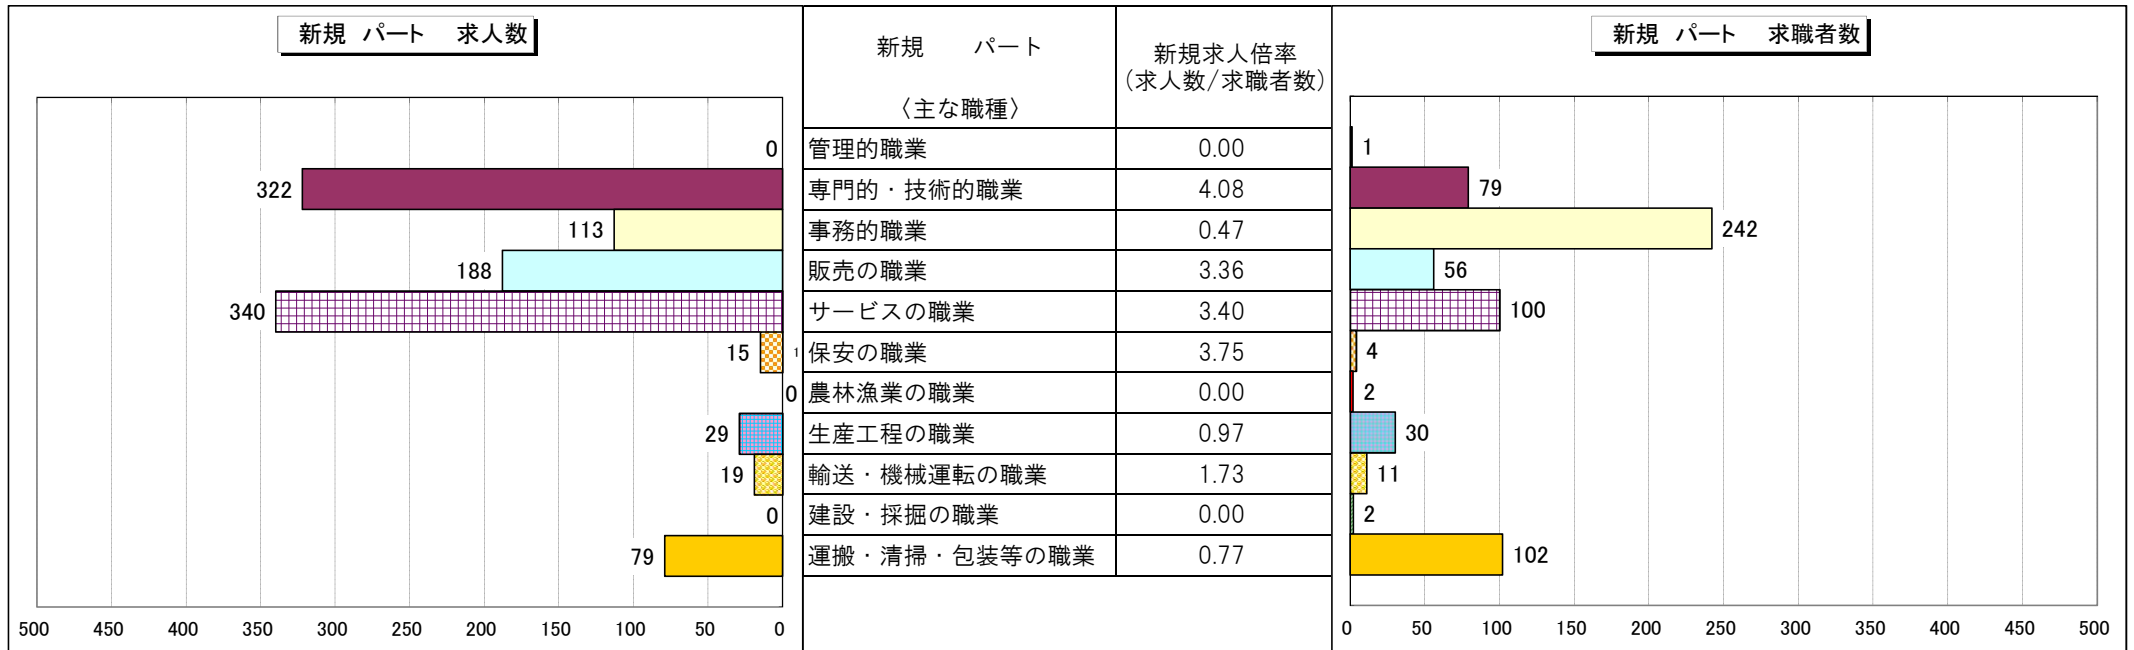 新規 パート 求人数
0
322
113
188
340
15
1
0
29
19
0
79
500 450 400 350 300 250 200 150 100 50 0
新規 パート
〈主な職種〉
新規求人倍率
(求人数/求職者数)
管理的職業 0.00
専門的・技術的職業 4.08
事務的職業 0.47
販売の職業 3.36
サービスの職業 3.40
保安の職業 3.75
農林漁業の職業 0.00
生産工程の職業 0.97
輸送・機械運転の職業 1.73
建設・採掘の職業 0.00
運搬・清掃・包装等の職業 0.77
新規 パート 求職者数
1
79
242
56
100
4
2
30
11
2
102
0 50 100 150 200 250 300 350 400 450 500